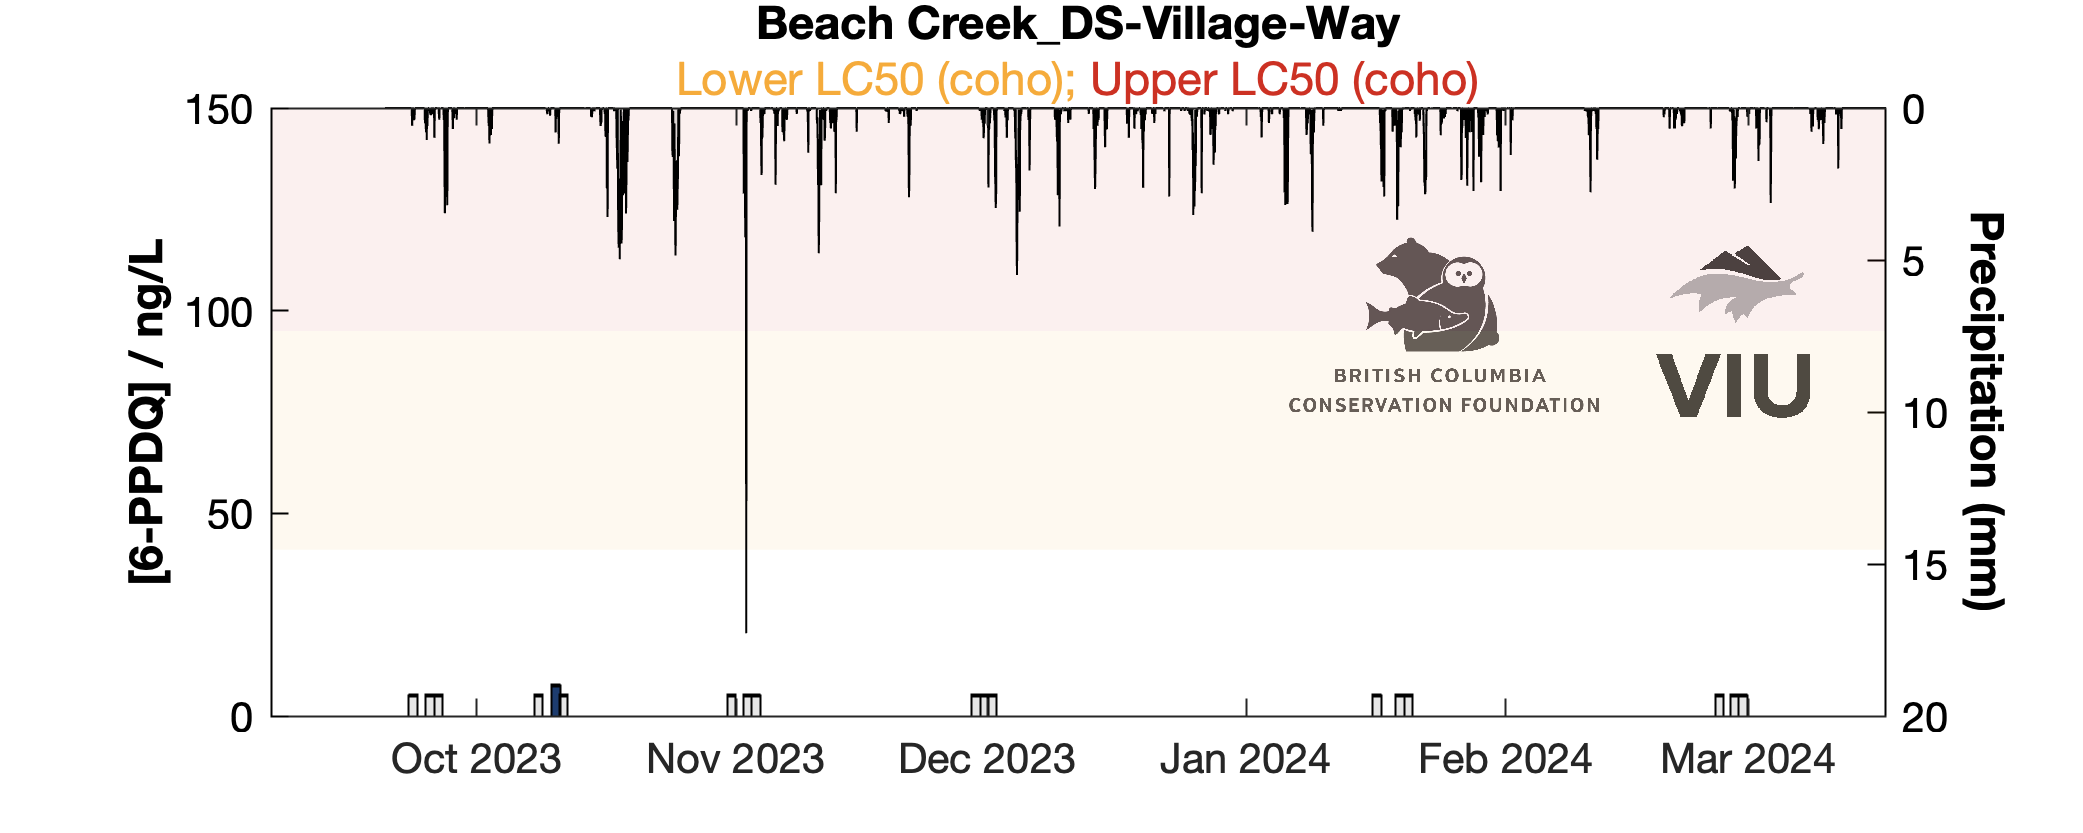 Beach Creek_DS-Village-Way
Lower LC50 (coho); Upper LC50 (coho)
150
100
50
0
[6-PPDQ] / ng/L
0
5
10
15
20
Precipitation (mm)
BRITISH COLUMBIA
CONSERVATION FOUNDATION
VIU
Oct 2023
Nov 2023
Dec 2023
Jan 2024
Feb 2024
Mar 2024